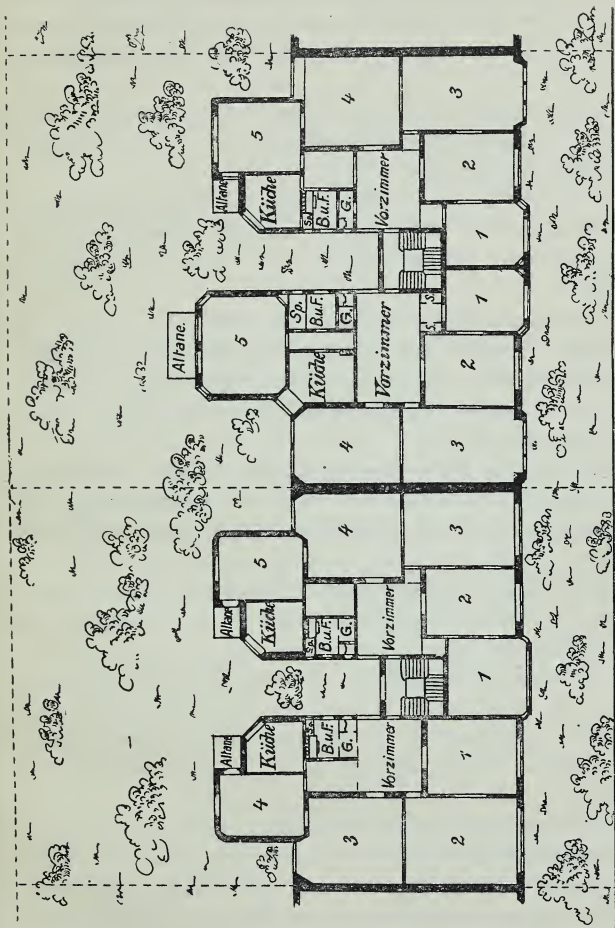 5
4
3
2
1
Altane
Küche
Sp.
B.u.F.
G.
Vorzimmer
Altane.
5
Sp.
B.u.F.
G.
S.
S.
1
Küche
Vorzimmer
2
4
3
5
4
3
2
1
Altane
Küche
Sp.
B.u.F.
G.
Vorzimmer
Altane
Küche
Sp.
B.u.F.
G.
Vorzimmer
1
4
3
2